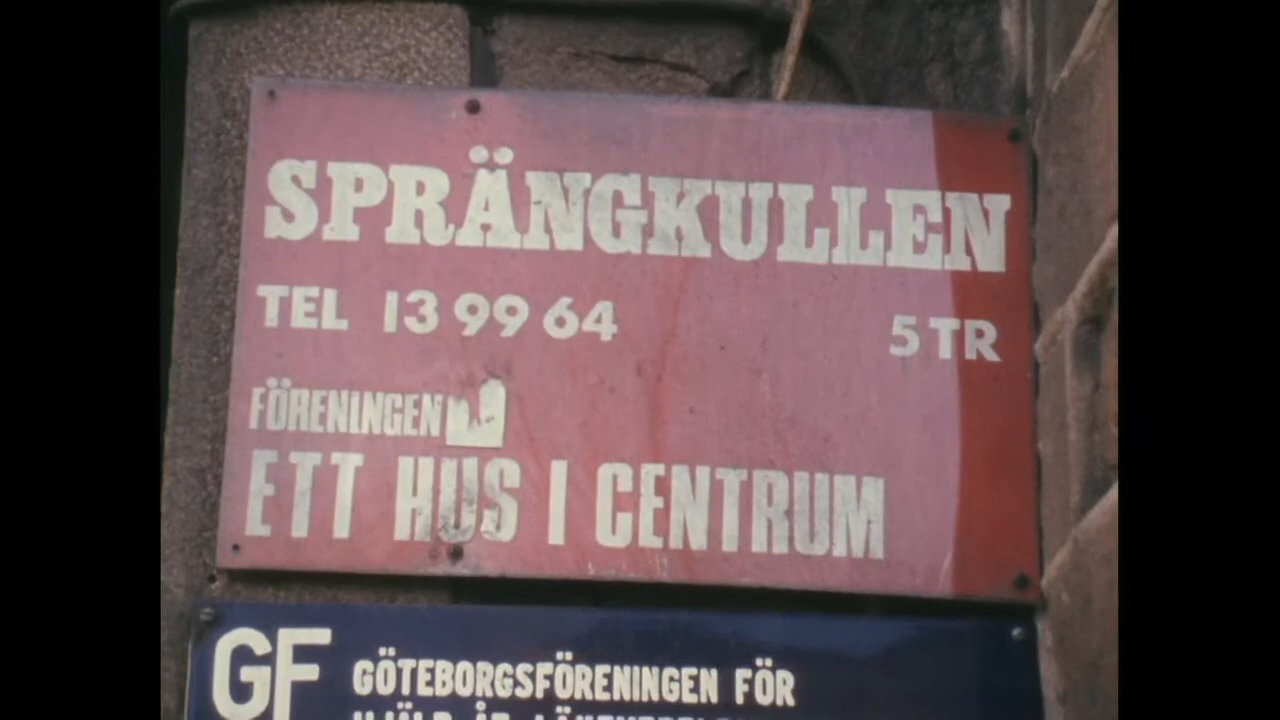 SPRÄNGKULLEN
TEL 13 99 64 5 TR
FÖRENINGEN
ETT HUS I CENTRUM
GF GÖTEBORGSFÖRENINGEN FÖR